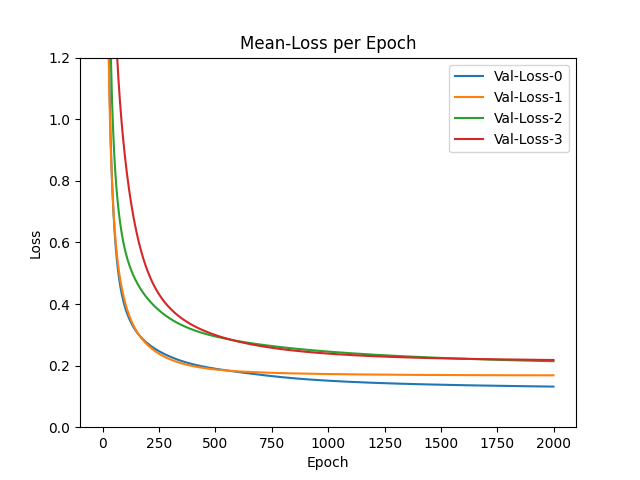 Mean-Loss per Epoch
1.2
1.0
0.8
0.6
0.4
0.2
0.0
Loss
Val-Loss-0
Val-Loss-1
Val-Loss-2
Val-Loss-3
0 250 500 750 1000 1250 1500 1750 2000
Epoch